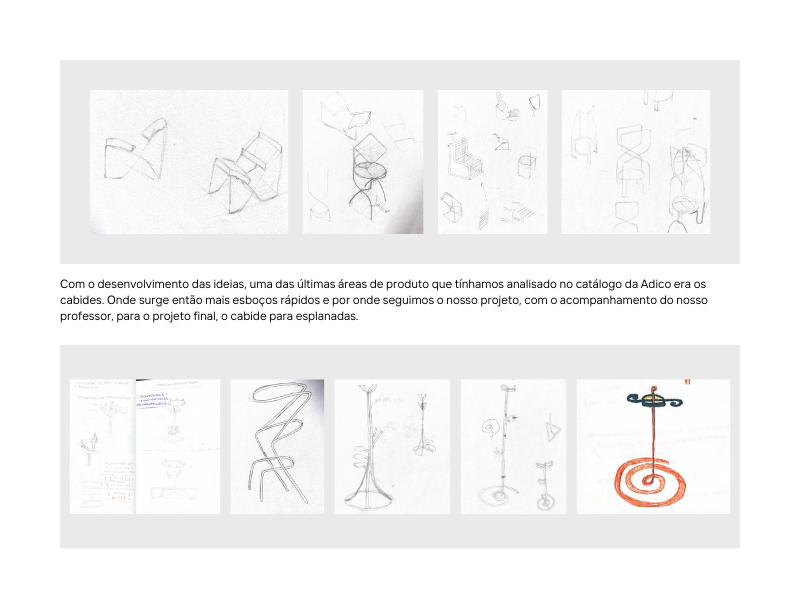 Com o desenvolvimento das ideias, uma das últimas áreas de produto que tínhamos analisado no catálogo da Adico era os
cabides. Onde surge então mais esboços rápidos e por onde seguimos o nosso projeto, com o acompanhamento do nosso
professor, para o projeto final, o cabide para esplanadas.